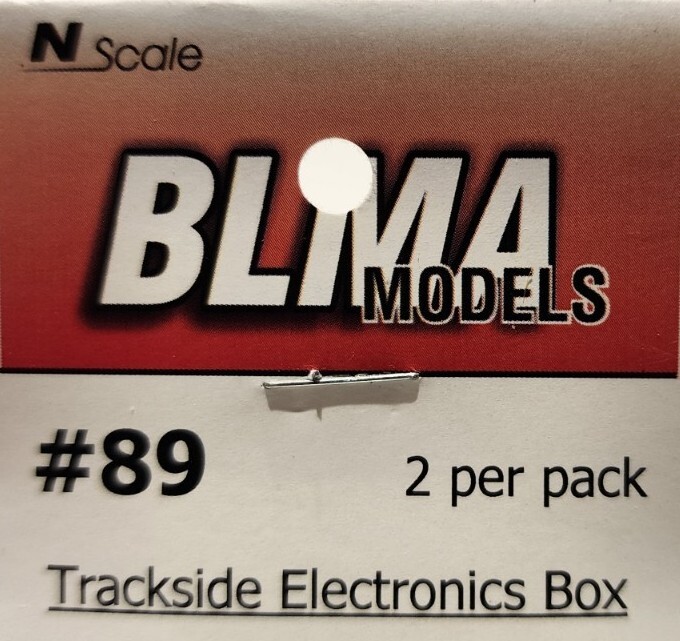 N Scale
BLMA
MODELS
#89 2 per pack
Trackside Electronics Box